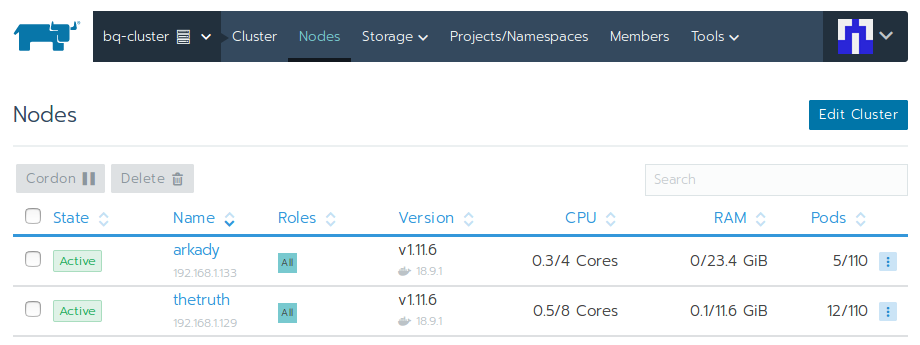 bq-cluster Cluster Nodes Storage Projects/Namespaces Members Tools
Nodes Edit Cluster
Cordon Delete Search
State Name Roles Version CPU RAM Pods
Active arkady All v1.11.6 0.3/4 Cores 0/23.4 GiB 5/110
192.168.1.133 18.9.1
Active thetruth All v1.11.6 0.5/8 Cores 0.1/11.6 GiB 12/110
192.168.1.129 18.9.1